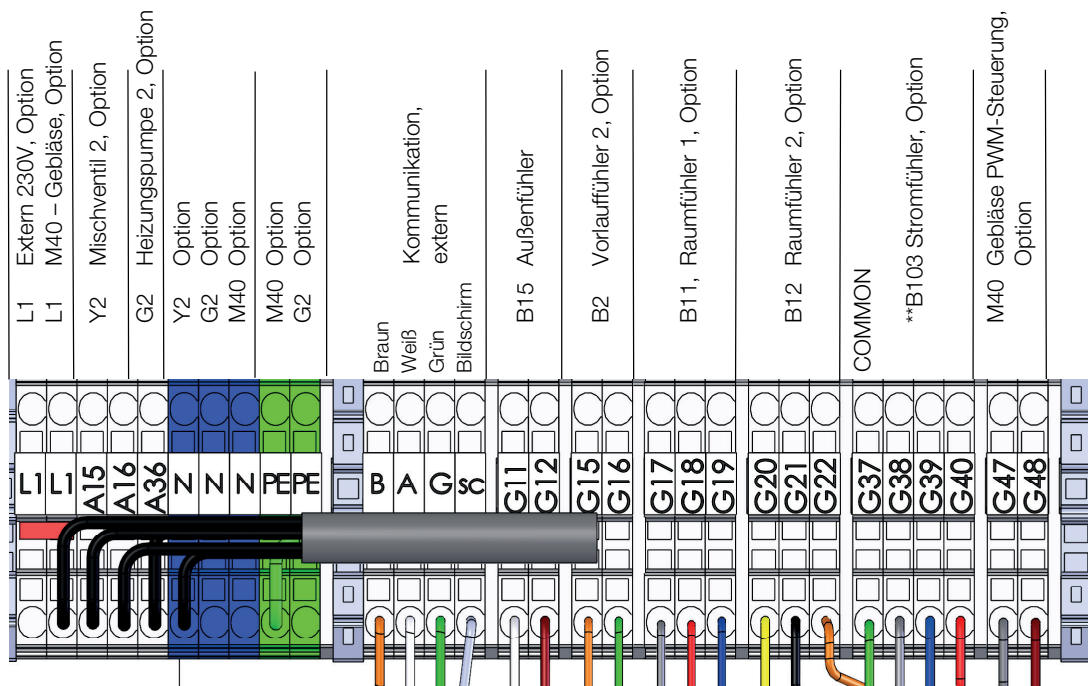 L1 Extern 230V, Option
L1 M40 – Gebläse, Option
Y2 Mischventil 2, Option
G2 Heizungspumpe 2, Option
Y2 Option
G2 Option
M40 Option
M40 Option
G2 Option
Braun
Weiß
Grün
Bildschirm
Kommunikation,
extern
B15 Außenfühler
B2 Vorlauffühler 2, Option
B11, Raumfühler 1, Option
B12 Raumfühler 2, Option
COMMON
**B103 Stromfühler, Option
M40 Gebläse PWM-Steuerung,
Option
L1 L1 A15 A16 A36 N N N PE PE B A G SC G11 G12 G15 G16 G17 G18 G19 G20 G21 G22 G37 G38 G39 G40 G47 G48